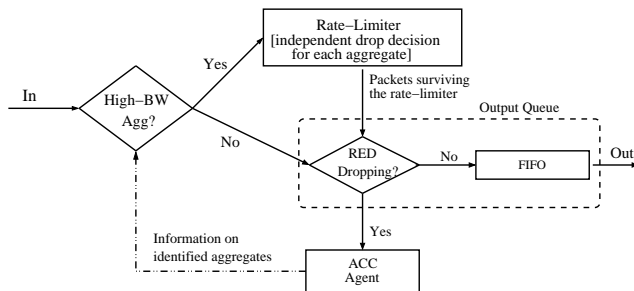 Rate−Limiter
[independent drop decision
for each aggregate]
Yes
In
High−BW
Agg?
Packets surviving
the rate−limiter
Output Queue
No
RED
Dropping?
No
FIFO
Out
Yes
Information on
identified aggregates
ACC
Agent